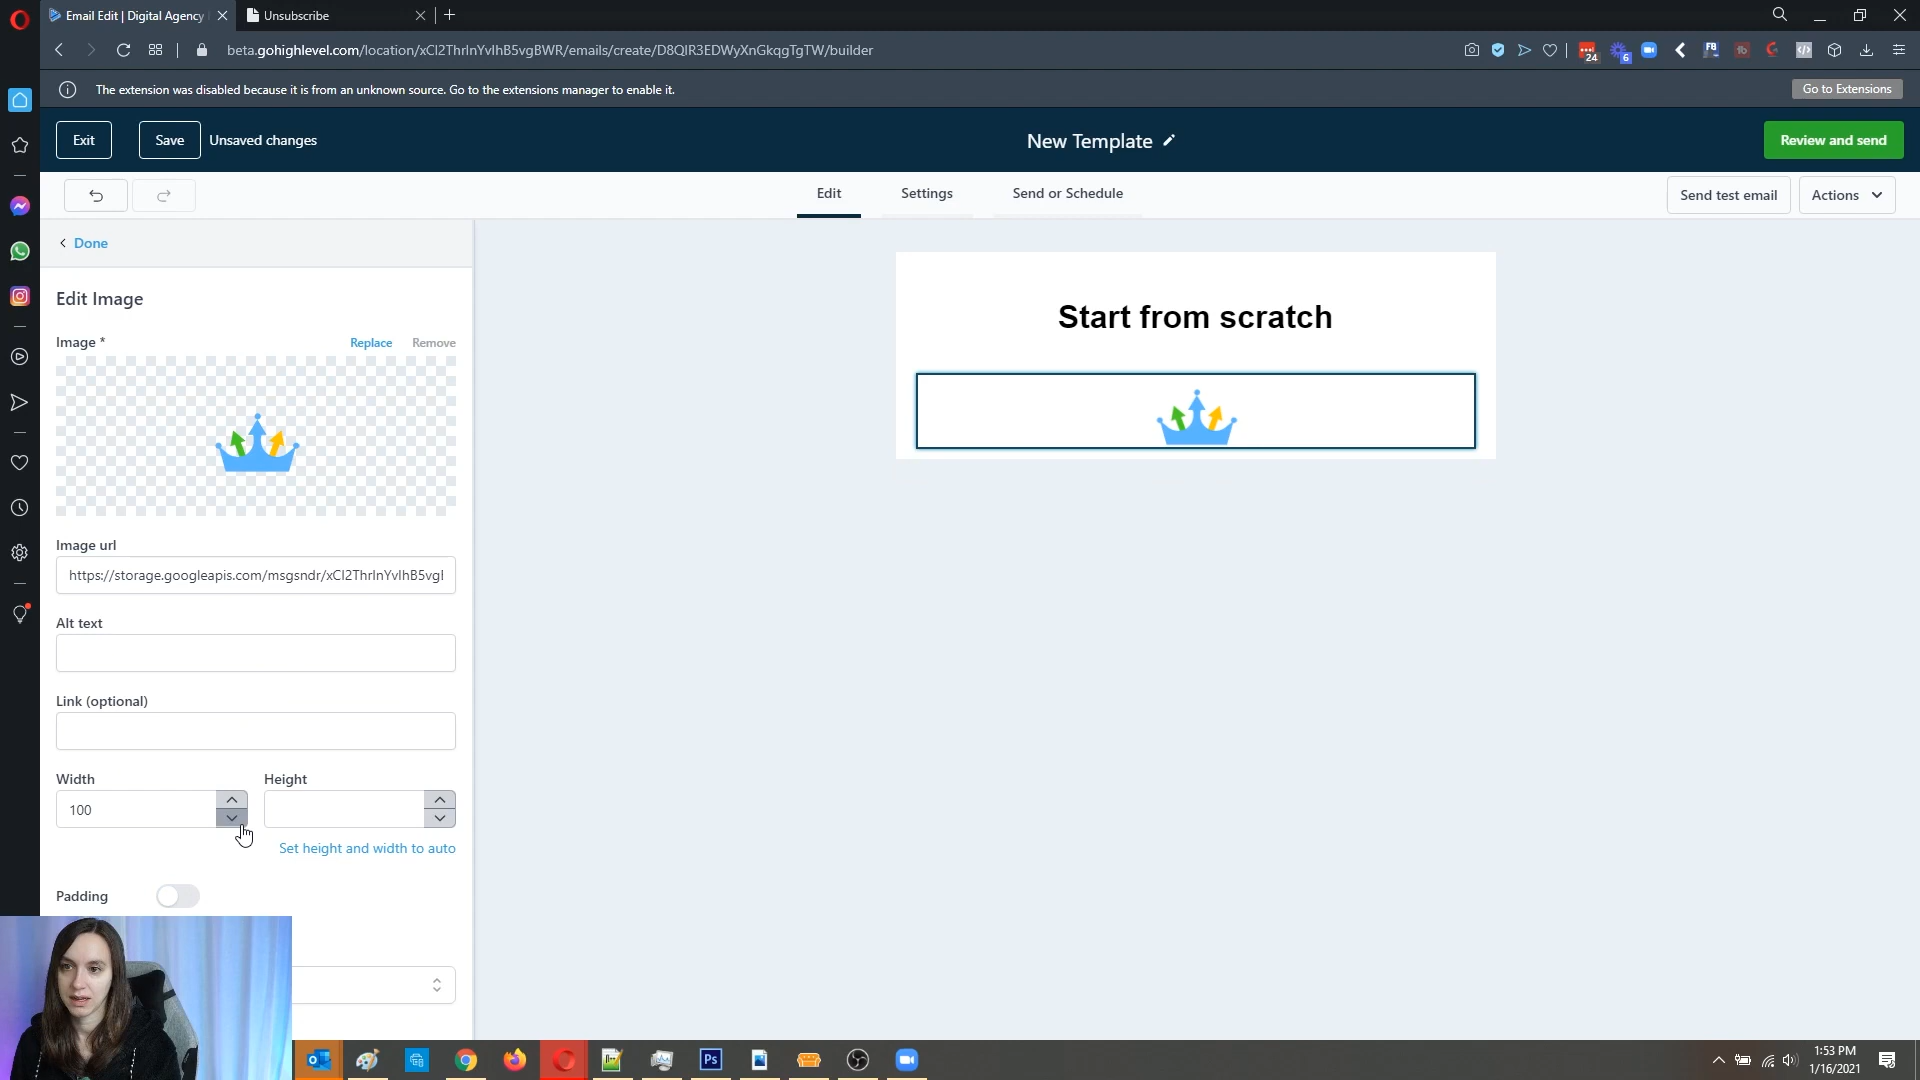 Email Edit | Digital Agency
Unsubscribe
beta.gohighlevel.com/location/xCl2ThrlnYvlhB5vgBWR/emails/create/D8QlR3EDWyXnGkqgTgTW/builder
24
6
FB
The extension was disabled because it is from an unknown source. Go to the extensions manager to enable it.
Go to Extensions
Exit
Save
Unsaved changes
New Template
Review and send
Edit
Settings
Send or Schedule
Send test email
Actions
Done
Edit Image
Image *
Replace
Remove
Start from scratch
Image url
https://storage.googleapis.com/msgsndr/xCl2ThrlnYvlhB5vgl
Alt text
Link (optional)
Width
Height
100
Set height and width to auto
Padding
Ps
1:53 PM
1/16/2021